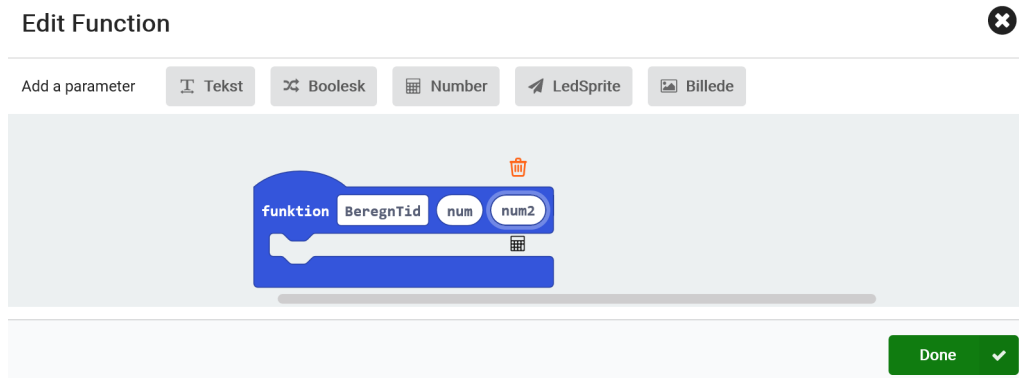 Edit Function
Add a parameter Tekst Boolesk Number LedSprite Billede
funktion BeregnTid num num2
Done